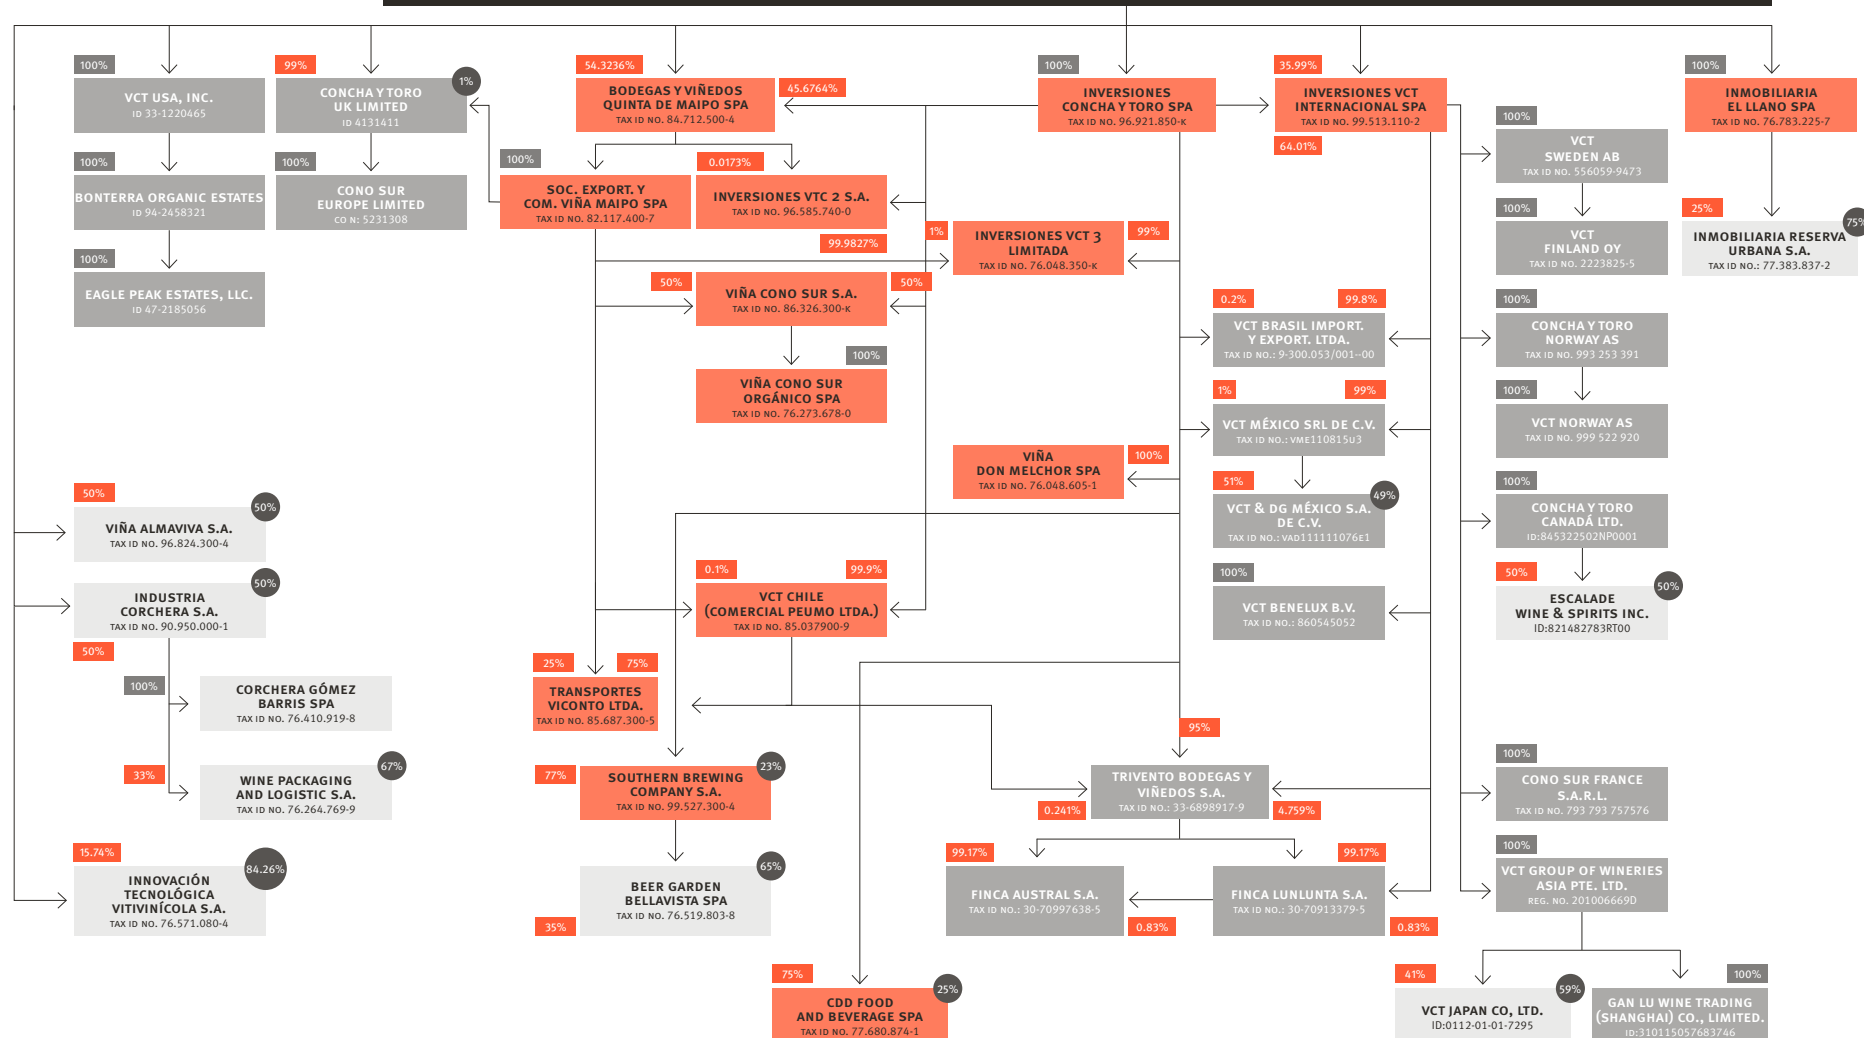 100%
VCT USA, INC.
ID 33-1220465
100%
BONTERRA ORGANIC ESTATES
ID 94-2458321
100%
EAGLE PEAK ESTATES, LLC.
ID 47-2185056
99%
1%
CONCHA Y TORO
UK LIMITED
ID 4131411
100%
CONO SUR
EUROPE LIMITED
CO N: 5231308
54.3236%
45.6764%
BODEGAS Y VIÑEDOS
QUINTA DE MAIPO SPA
TAX ID NO. 84.712.500-4
100%
SOC. EXPORT. Y
COM. VIÑA MAIPO SPA
TAX ID NO. 82.117.400-7
0.0173%
INVERSIONES VTC 2 S.A.
TAX ID NO. 96.585.740-0
99.9827%
100%
INVERSIONES
CONCHA Y TORO SPA
TAX ID NO. 96.921.850-K
35.99%
INVERSIONES VCT
INTERNACIONAL SPA
TAX ID NO. 99.513.110-2
64.01%
100%
INMOBILIARIA
EL LLANO SPA
TAX ID NO. 76.783.225-7
25%
75%
INMOBILIARIA RESERVA
URBANA S.A.
TAX ID NO.: 77.383.837-2
1%
99%
INVERSIONES VCT 3
LIMITADA
TAX ID NO. 76.048.350-K
50%
50%
VIÑA CONO SUR S.A.
TAX ID NO. 86.326.300-K
100%
VIÑA CONO SUR
ORGÁNICO SPA
TAX ID NO. 76.273.678-0
100%
VIÑA
DON MELCHOR SPA
TAX ID NO. 76.048.605-1
0.2%
99.8%
VCT BRASIL IMPORT.
Y EXPORT. LTDA.
TAX ID NO.: 9-300.053/001--00
1%
99%
VCT MÉXICO SRL DE C.V.
TAX ID NO.: VME110815U3
51%
49%
VCT & DG MÉXICO S.A.
DE C.V.
TAX ID NO.: VAD111111076E1
100%
VCT BENELUX B.V.
TAX ID NO.: 860545052
100%
VCT
SWEDEN AB
TAX ID NO. 556059-9473
100%
VCT
FINLAND OY
TAX ID NO. 2223825-5
100%
CONCHA Y TORO
NORWAY AS
TAX ID NO. 993 253 391
100%
VCT NORWAY AS
TAX ID NO. 999 522 920
100%
CONCHA Y TORO
CANADÁ LTD.
ID:845322502NP0001
50%
50%
ESCALADE
WINE & SPIRITS INC.
ID:821482783RT00
50%
50%
VIÑA ALMAVIVA S.A.
TAX ID NO. 96.824.300-4
50%
INDUSTRIA
CORCHERA S.A.
TAX ID NO. 90.950.000-1
50%
100%
CORCHERA GÓMEZ
BARRIS SPA
TAX ID NO. 76.410.919-8
33%
67%
WINE PACKAGING
AND LOGISTIC S.A.
TAX ID NO. 76.264.769-9
15.74%
84.26%
INNOVACIÓN
TECNOLÓGICA
VITIVINÍCOLA S.A.
TAX ID NO. 76.571.080-4
0.1%
99.9%
VCT CHILE
(COMERCIAL PEUMO LTDA.)
TAX ID NO. 85.037900-9
25%
75%
TRANSPORTES
VICONTO LTDA.
TAX ID NO. 85.687.300-5
77%
23%
SOUTHERN BREWING
COMPANY S.A.
TAX ID NO. 99.527.300-4
65%
BEER GARDEN
BELLAVISTA SPA
TAX ID NO. 76.519.803-8
35%
75%
25%
CDD FOOD
AND BEVERAGE SPA
TAX ID NO. 77.680.874-1
95%
TRIVENTO BODEGAS Y
VIÑEDOS S.A.
TAX ID NO.: 33-6898917-9
0.241%
4.759%
99.17%
FINCA AUSTRAL S.A.
TAX ID NO.: 30-70997638-5
0.83%
99.17%
FINCA LUNLUNTA S.A.
TAX ID NO.: 30-70913379-5
0.83%
100%
CONO SUR FRANCE
S.A.R.L.
TAX ID NO. 793 793 757576
100%
VCT GROUP OF WINERIES
ASIA PTE. LTD.
REG. NO. 201006669D
41%
59%
VCT JAPAN CO, LTD.
ID:0112-01-01-7295
100%
GAN LU WINE TRADING
(SHANGHAI) CO., LIMITED.
ID:310115057683746